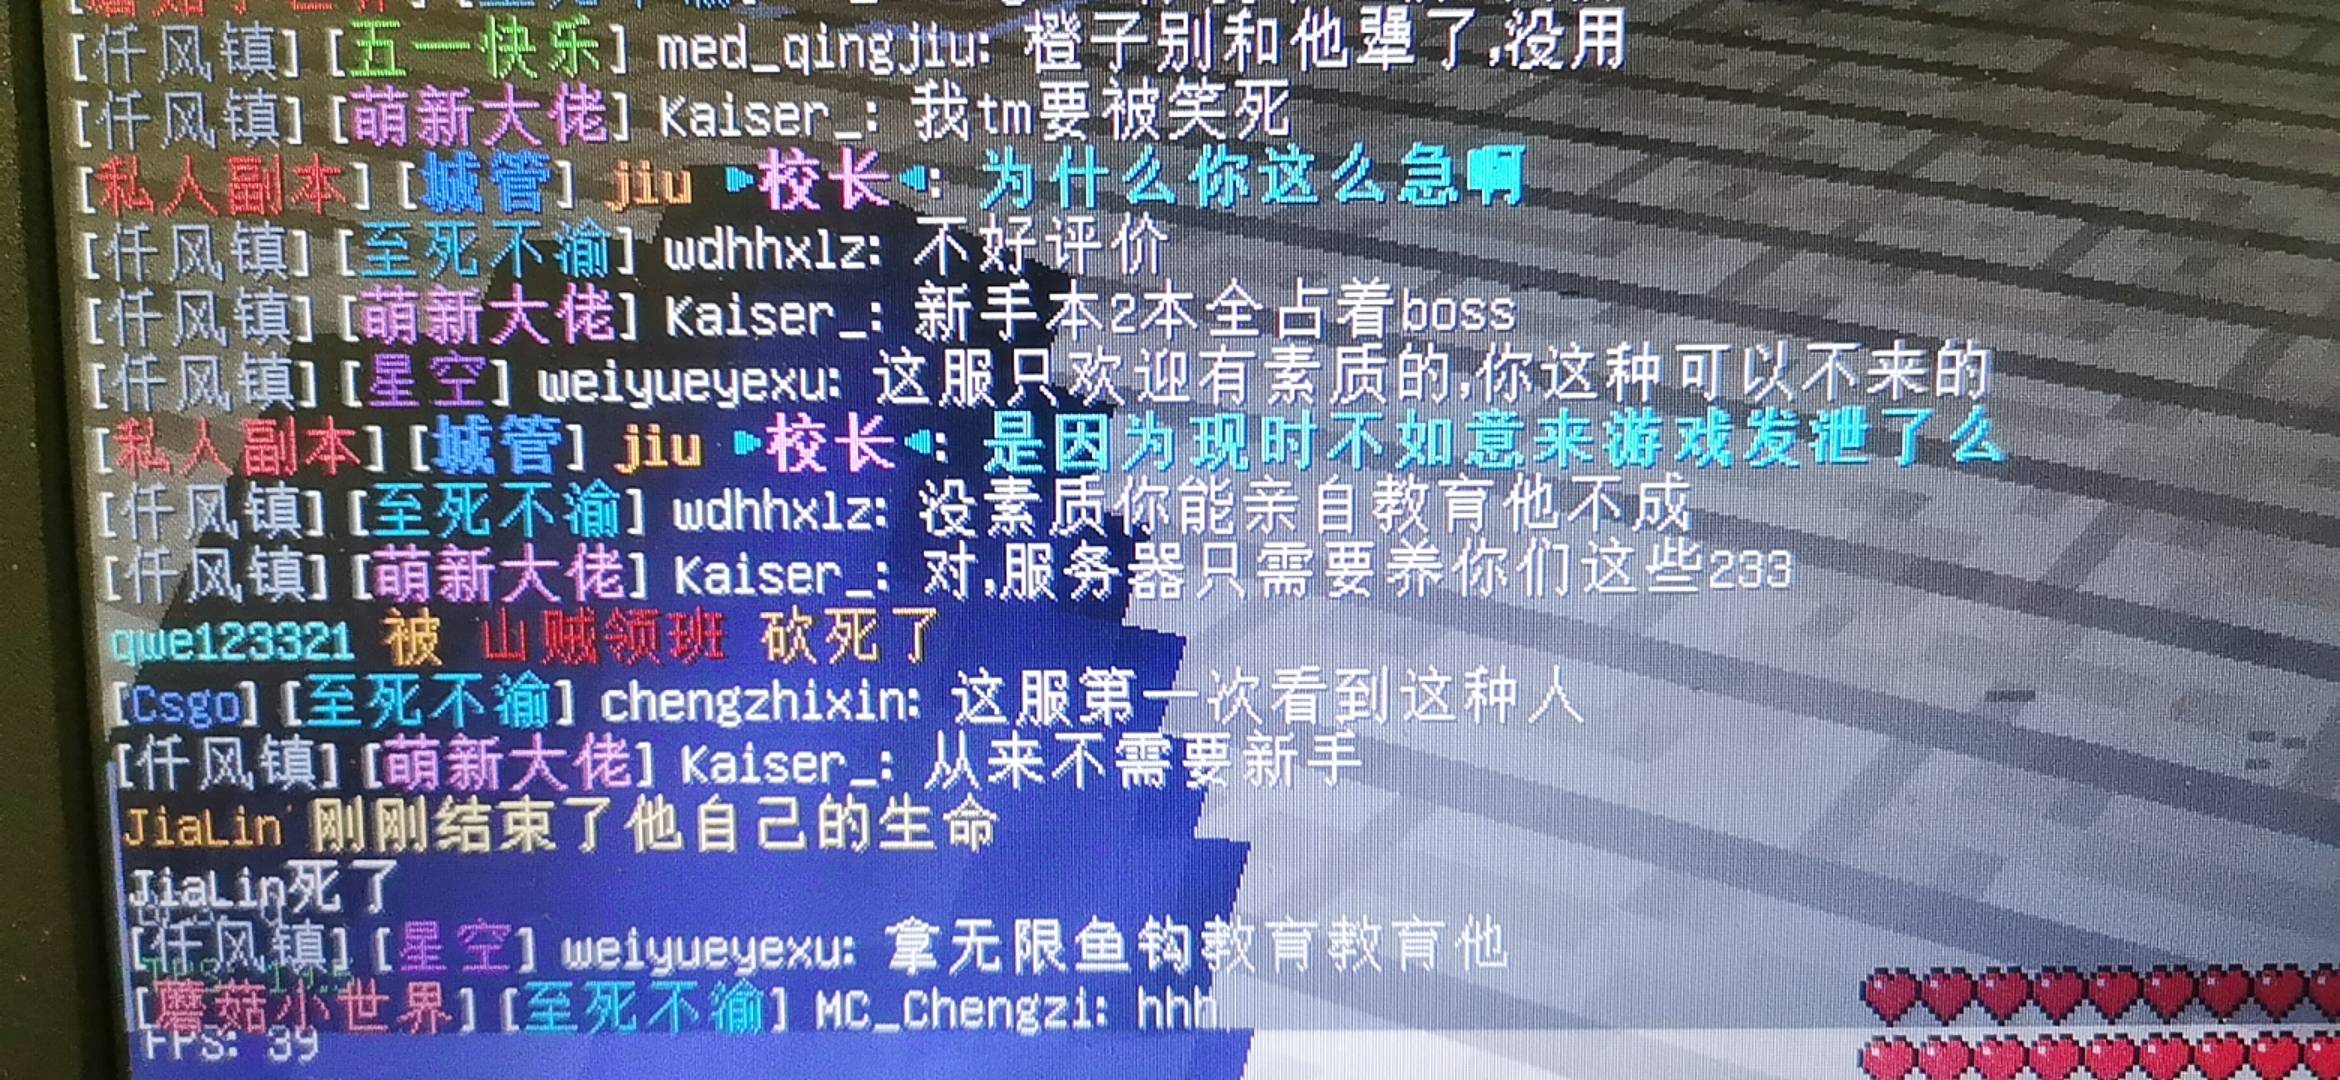 [仟风镇] [五一快乐] med_qingjiu: 橙子别和他犟了,没用
[仟风镇] [萌新大佬] Kaiser_: 我tm要被笑死
[私人副本] [城管] jiu ▶校长◀: 为什么你这么急啊
[仟风镇] [至死不渝] wdhhxlz: 不好评价
[仟风镇] [萌新大佬] Kaiser_: 新手本2本全占着boss
[仟风镇] [星空] weiyueyexu: 这服只欢迎有素质的,你这种可以不来的
[私人副本] [城管] jiu ▶校长◀: 是因为现时不如意来游戏发泄了么
[仟风镇] [至死不渝] wdhhxlz: 没素质你能亲自教育他不成
[仟风镇] [萌新大佬] Kaiser_: 对,服务器只需要养你们这些233
qwe123321 被 山贼领班 砍死了
[Csgo] [至死不渝] chengzhixin: 这服第一次看到这种人
[仟风镇] [萌新大佬] Kaiser_: 从来不需要新手
JiaLin 刚刚结束了他自己的生命
JiaLin死了
[仟风镇] [星空] weiyueyexu: 拿无限鱼钩教育教育他
[蘑菇小世界] [至死不渝] MC_Chengzi: hhh
FPS: 39